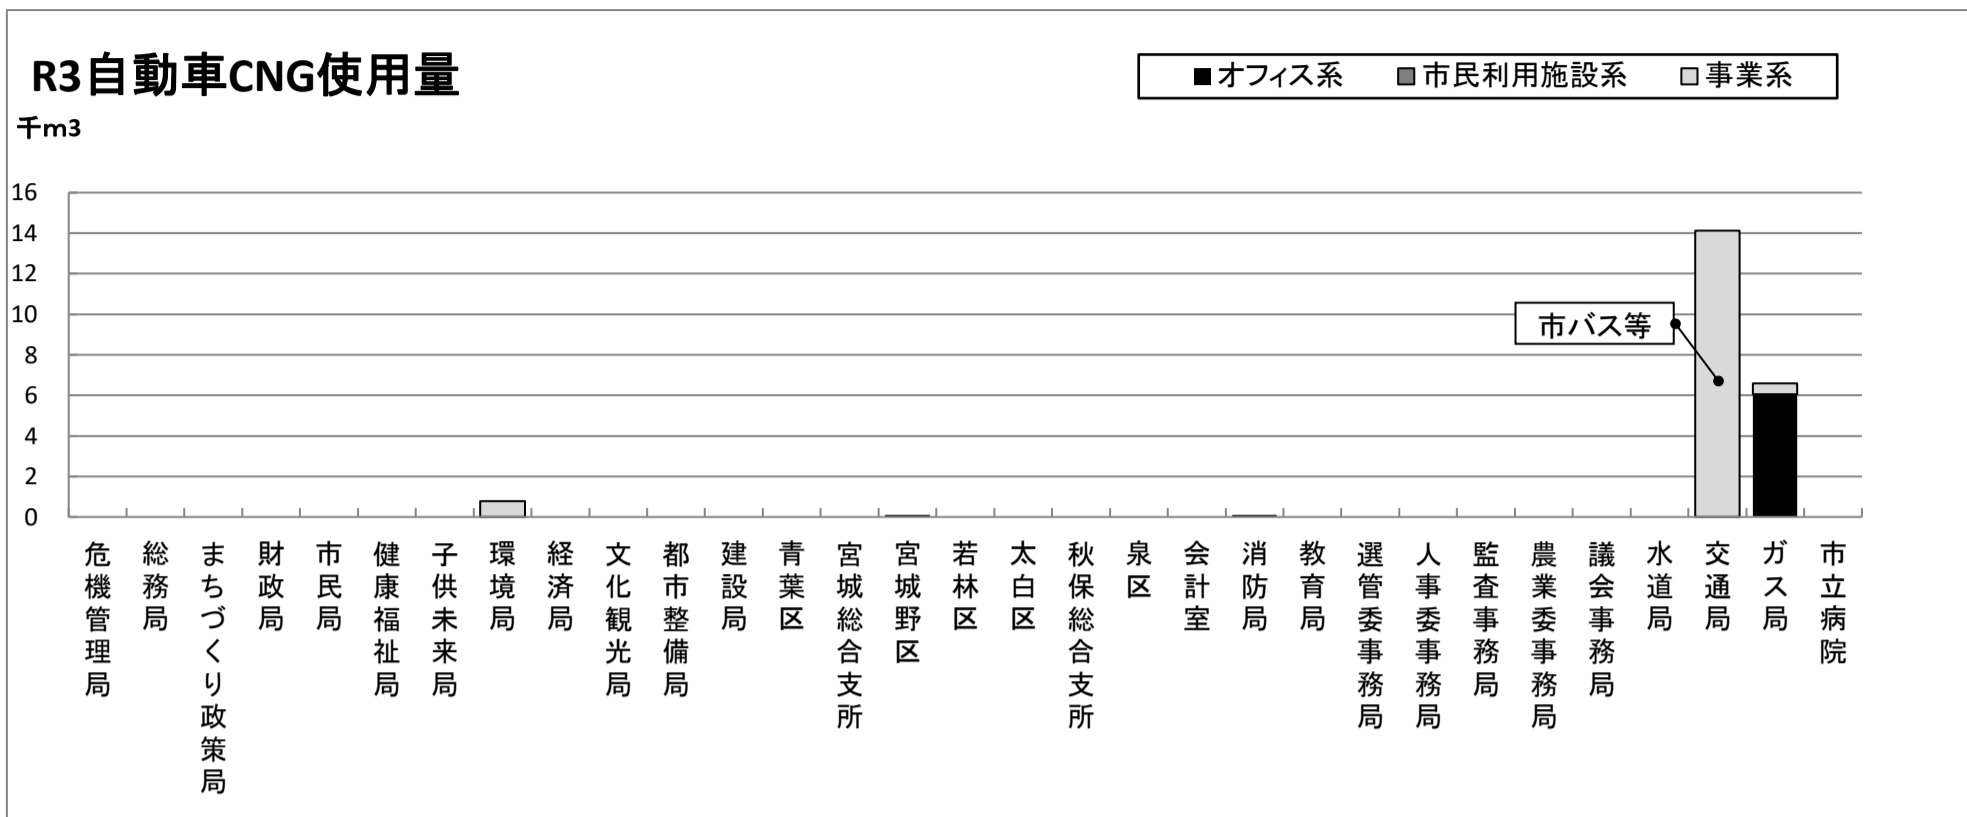 R3自動車CNG使用量
■オフィス系 ■市民利用施設系 □事業系
千m3
16
14
12
10
8
6
4
2
0
市バス等
危機管理局
総務局
まちづくり政策局
財政局
市民局
健康福祉局
子供未来局
環境局
経済局
文化観光局
都市整備局
建設局
青葉区
宮城総合支所
宮城野区
若林区
太白区
秋保総合支所
泉区
会計室
消防局
教育局
選管委事務局
人事委事務局
監査事務局
農業委事務局
議会事務局
水道局
交通局
ガス局
市立病院